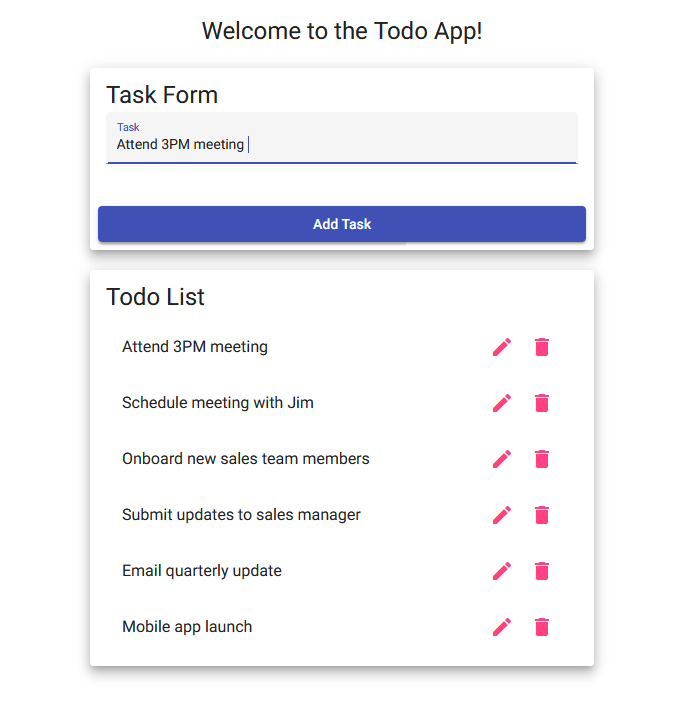 Welcome to the Todo App!
Task Form
Task
Attend 3PM meeting
Add Task
Todo List
Attend 3PM meeting
Schedule meeting with Jim
Onboard new sales team members
Submit updates to sales manager
Email quarterly update
Mobile app launch